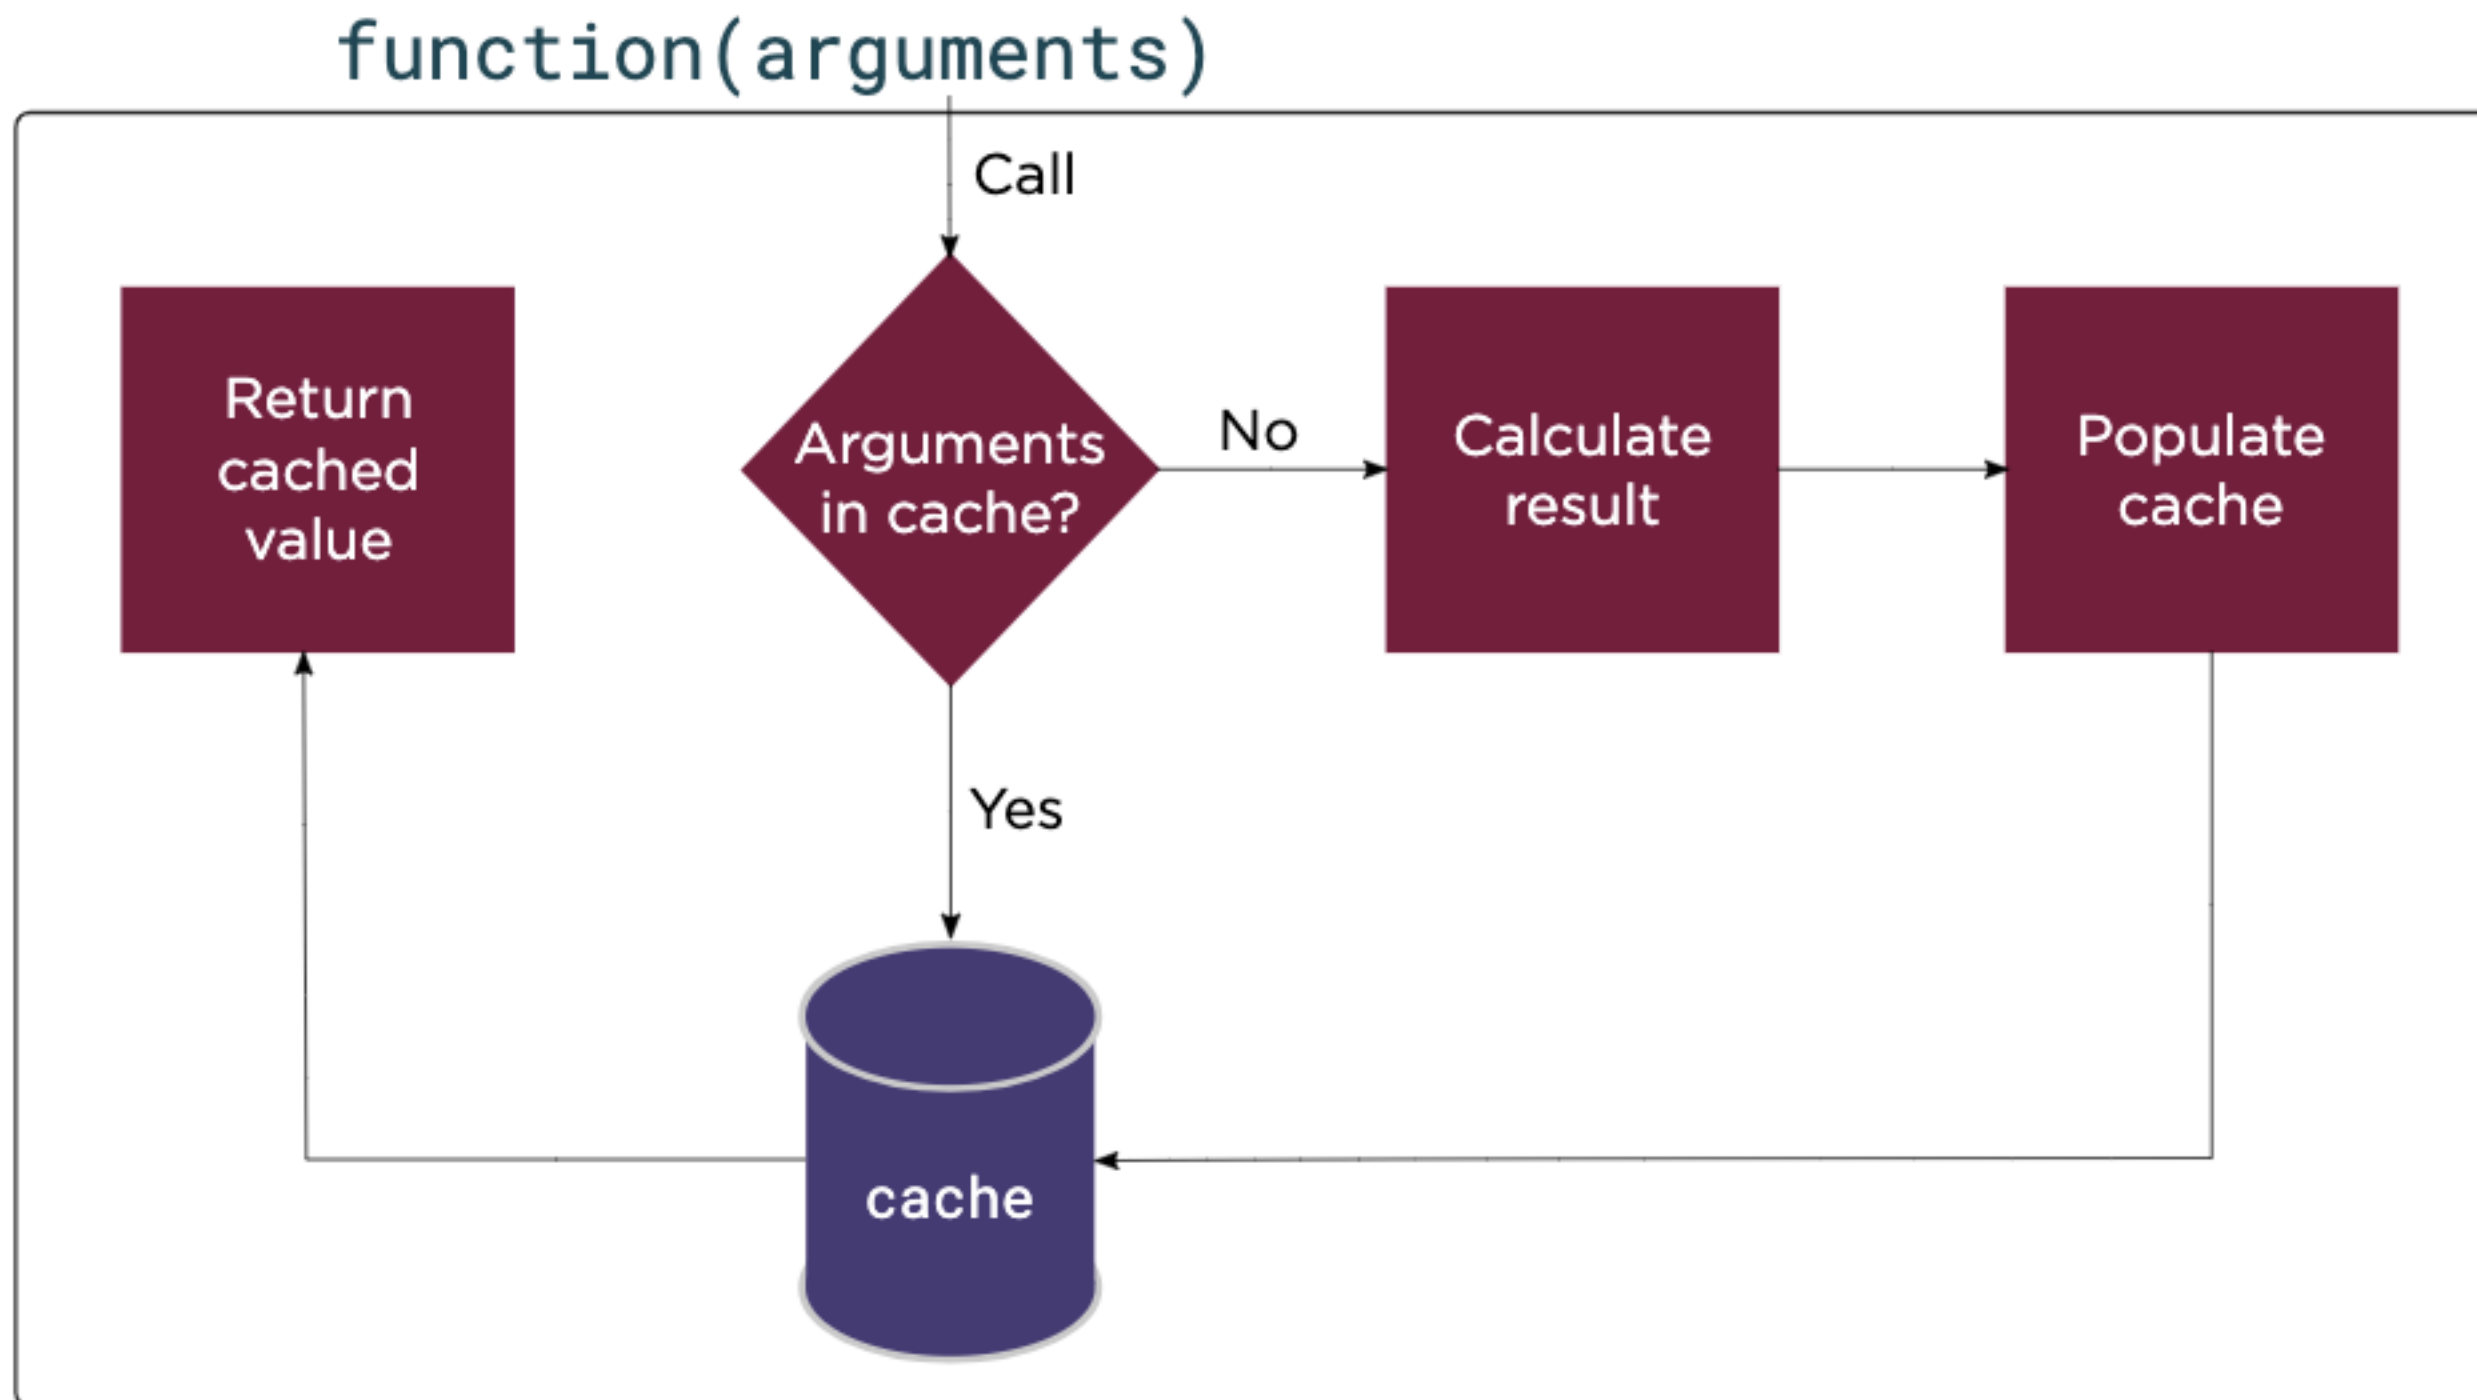 function(arguments)
Call
Return
cached
value
Arguments
in cache?
No
Calculate
result
Populate
cache
Yes
cache